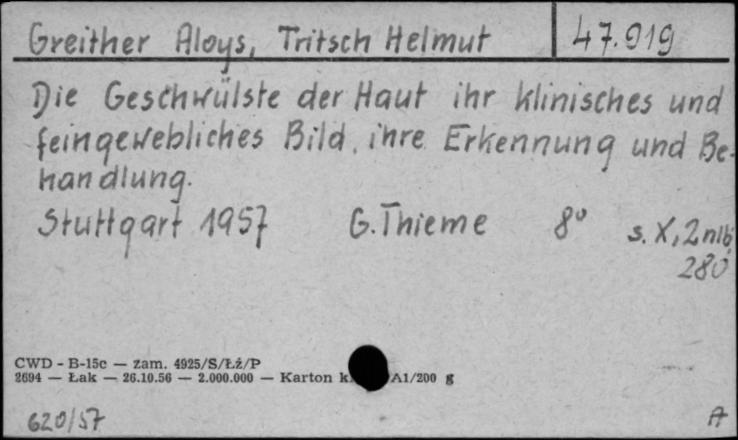 Greither Aloys, Tritsch Helmut 47.919
Die Geschwülste der Haut ihr klinisches und
feingewebliches Bild, ihre Erkennung und Be-
handlung.
Stuttgart 1957 G. Thieme 8° s. X, 2 nlb,
280
CWD - B-15c — zam. 4925/S/Łż/P
2694 — Łak — 26.10.56 — 2.000.000 — Karton A1/200 g
620/57 A